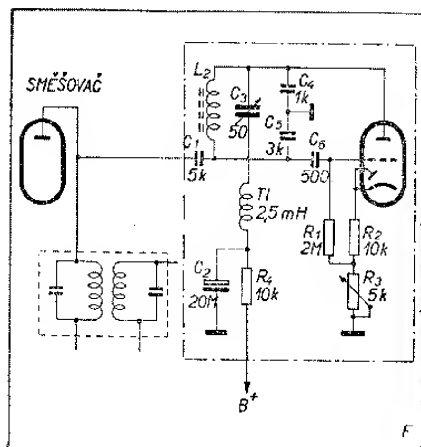 SMĚŠOVAČ
L2
C3
50
C4
1k
C5
3k
C1
5k
C6
500
Tl
2,5 mH
R1
2M
R2
10k
C2
20M
R4
10k
R3
5k
B+
F